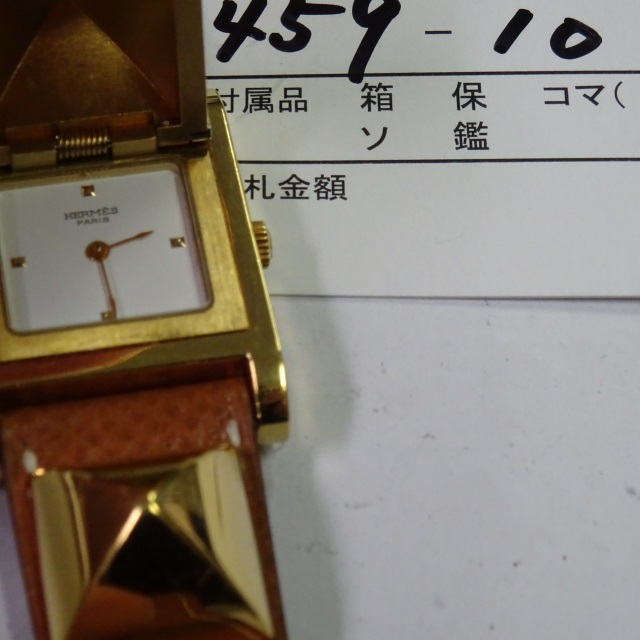 459-10
付属品 箱 保 コマ(
ソ 鑑
札金額
HERMÈS
PARIS